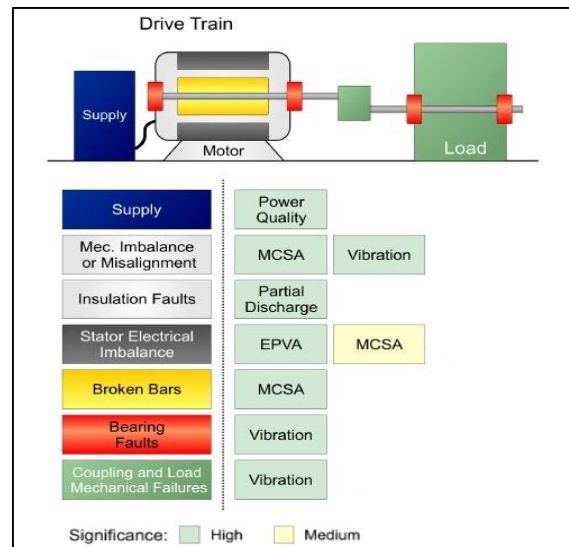 Drive Train
Supply
Motor
Load
Supply
Power
Quality
Mec. Imbalance
or Misalignment
MCSA
Vibration
Insulation Faults
Partial
Discharge
Stator Electrical
Imbalance
EPVA
MCSA
Broken Bars
MCSA
Bearing
Faults
Vibration
Coupling and Load
Mechanical Failures
Vibration
Significance: High Medium